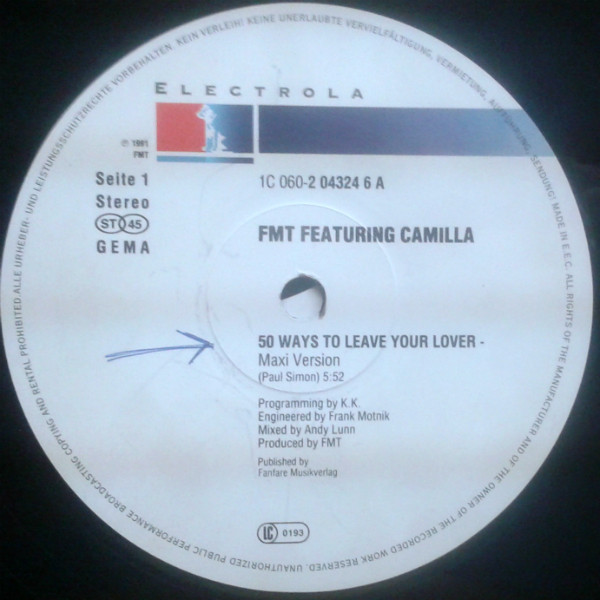 ELECTROLA
℗ 1991
FMT
Seite 1
Stereo
ST 45
GEMA
1C 060-2 04324 6 A
FMT FEATURING CAMILLA
50 WAYS TO LEAVE YOUR LOVER -
Maxi Version
(Paul Simon) 5:52
Programming by K.K.
Engineered by Frank Motnik
Mixed by Andy Lunn
Produced by FMT
Published by
Fanfare Musikverlag
LC 0193
ALLE URHEBER- UND LEISTUNGSSCHUTZRECHTE VORBEHALTEN. KEIN VERLEIH! KEINE UNERLAUBTE VERVIELFÄLTIGUNG, VERMIETUNG, AUFFÜHRUNG, SENDUNG! MADE IN E.E.C. ALL RIGHTS OF THE MANUFACTURER AND OF THE OWNER OF THE RECORDED WORK RESERVED. UNAUTHORIZED PUBLIC PERFORMANCE BROADCASTING COPYING AND RENTAL PROHIBITED.